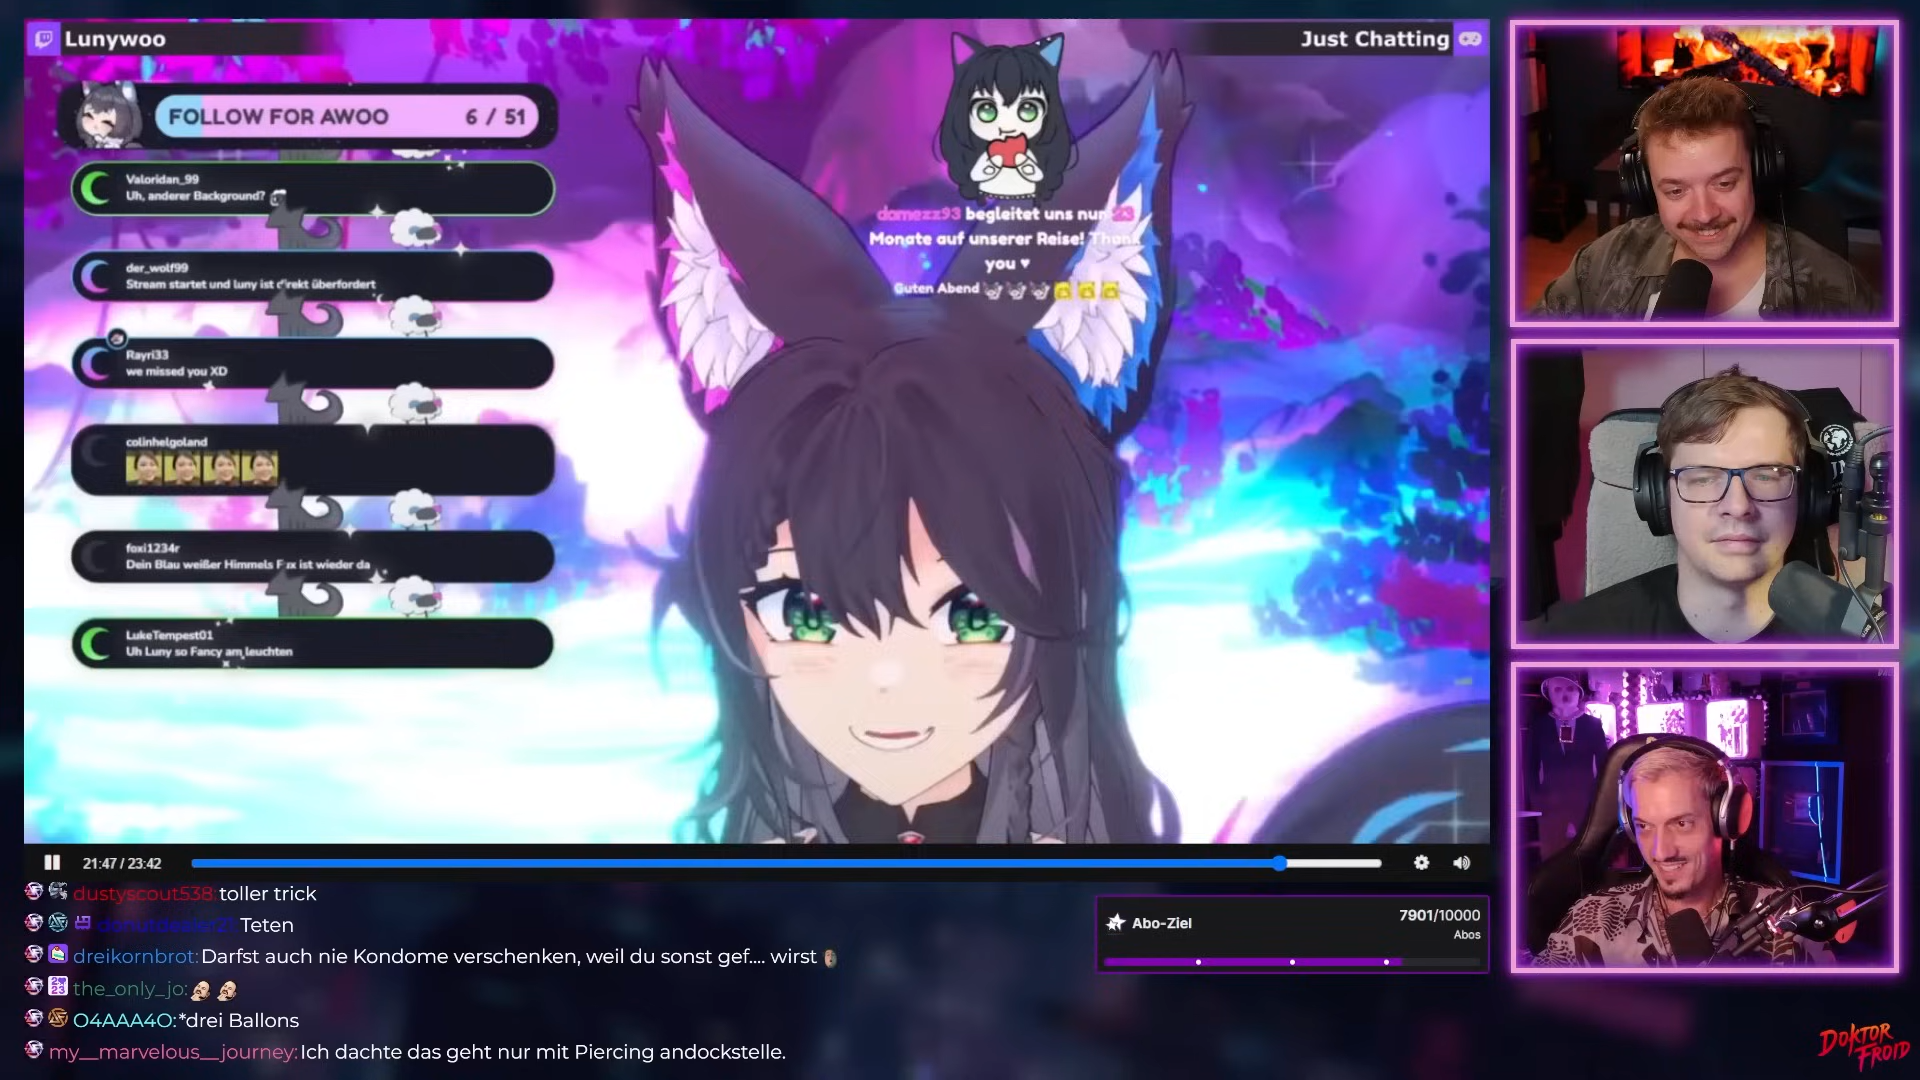 Lunywoo
Just Chatting
FOLLOW FOR AWOO 6 / 51
Valoridan_99
Uh, anderer Background?
der_wolf99
Stream startet und luny ist direkt überfordert
Rayri33
we missed you XD
colinhelgoland
foxi1234r
Dein Blau weißer Himmels Fux ist wieder da
LukeTempest01
Uh Luny so Fancy am leuchten
domezz93 begleitet uns nun 23
Monate auf unserer Reise! Thank
you ♥
Guten Abend
21:47 / 23:42
dustyscout538: toller trick
Teten
dreikornbrot: Darfst auch nie Kondome verschenken, weil du sonst gef.... wirst
the_only_jo:
O4AAA4O: *drei Ballons
my__marvelous__journey: Ich dachte das geht nur mit Piercing andockstelle.
Abo-Ziel
7901/10000
Abos
DOKTOR
FROID